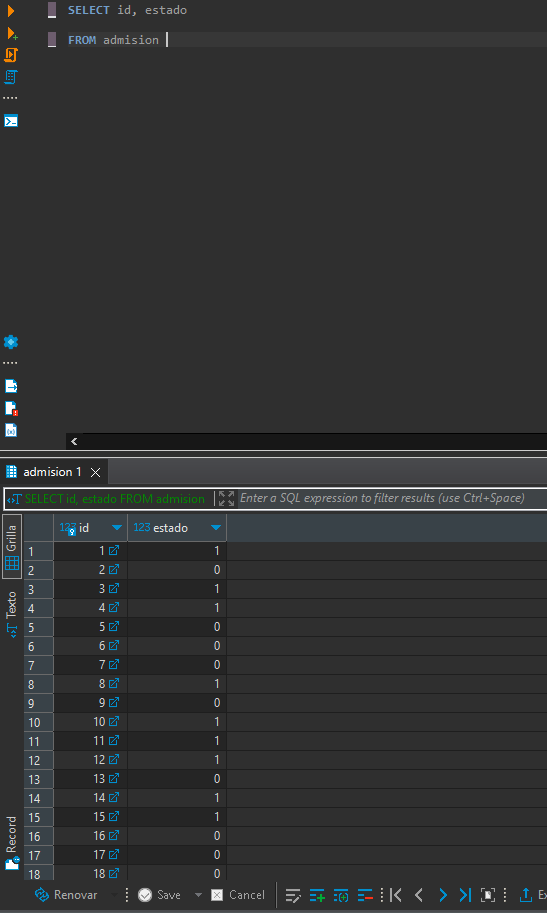 SELECT id, estado
FROM admision
admision 1
SELECT id, estado FROM admision
Enter a SQL expression to filter results (use Ctrl+Space)
Grilla
Texto
Record
123 id 123 estado
1 1 1
2 2 0
3 3 1
4 4 1
5 5 0
6 6 0
7 7 0
8 8 1
9 9 0
10 10 1
11 11 1
12 12 1
13 13 0
14 14 1
15 15 1
16 16 0
17 17 0
18 18 0
Renovar Save Cancel Ex